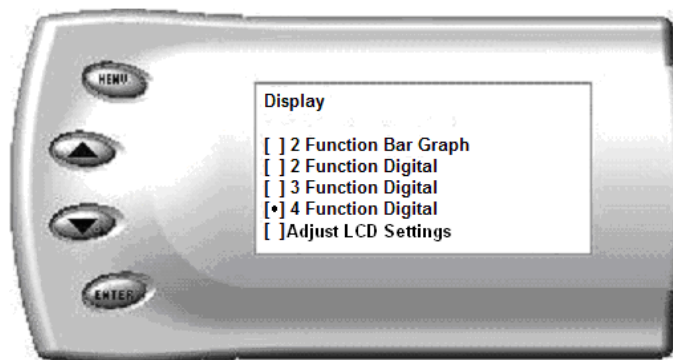 MENU
Display
[ ] 2 Function Bar Graph
[ ] 2 Function Digital
[ ] 3 Function Digital
[•] 4 Function Digital
[ ]Adjust LCD Settings
ENTER